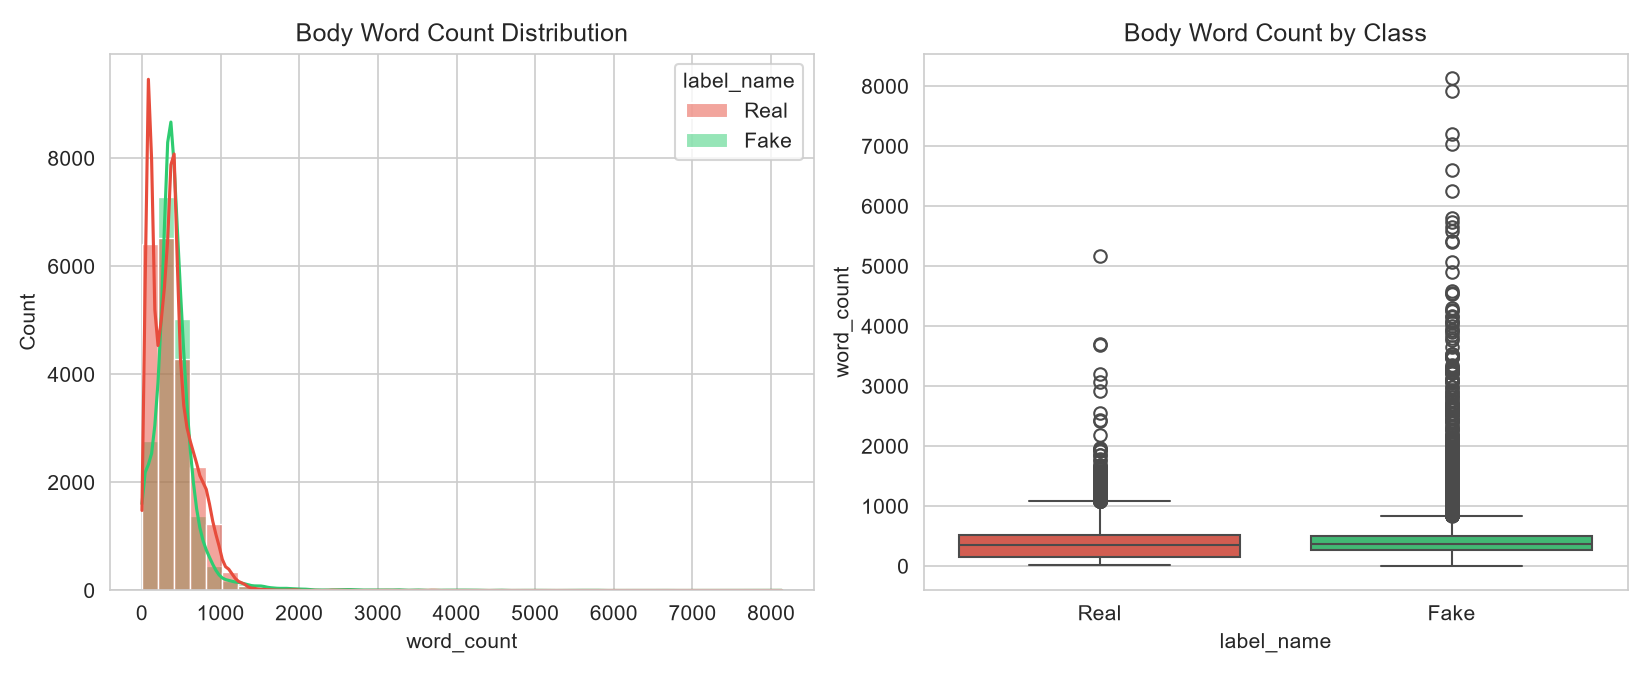 Body Word Count Distribution
label_name
Real
Fake
Count
8000
6000
4000
2000
0
0 1000 2000 3000 4000 5000 6000 7000 8000
word_count
Body Word Count by Class
word_count
8000
7000
6000
5000
4000
3000
2000
1000
0
Real Fake
label_name